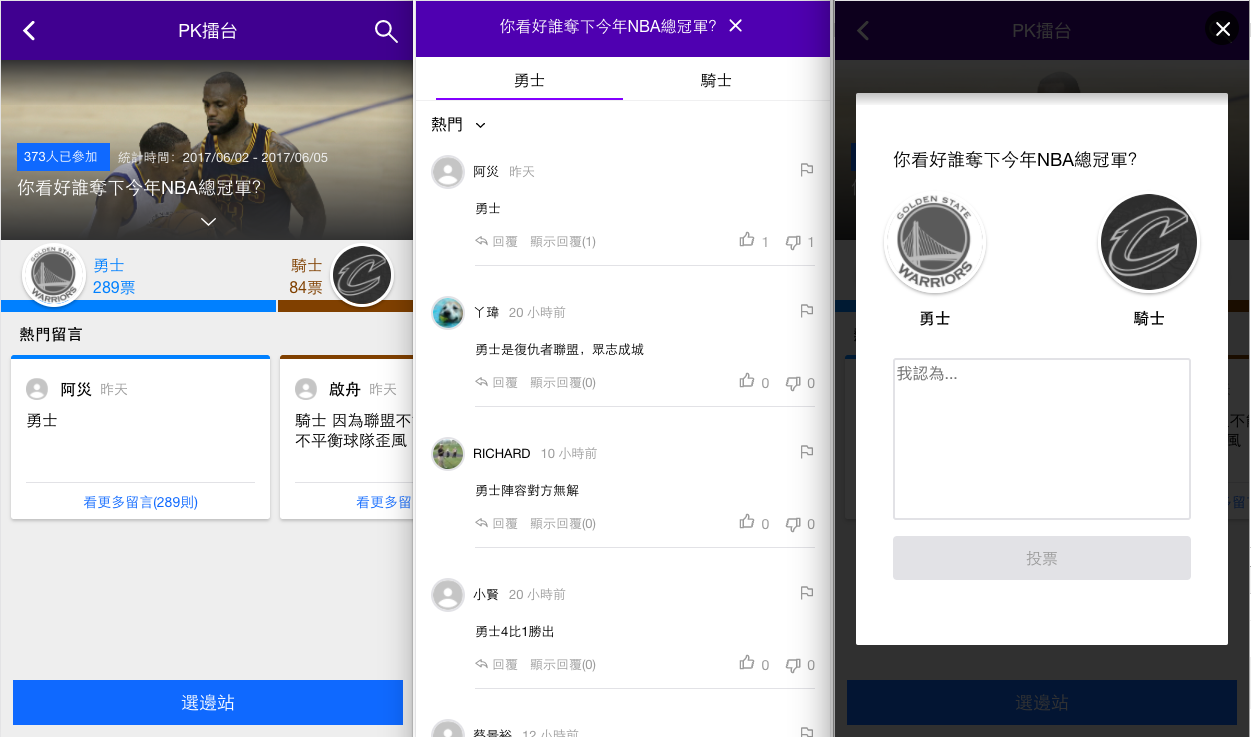 PK擂台
373人已參加 統計時間：2017/06/02 - 2017/06/05
你看好誰奪下今年NBA總冠軍?
GOLDEN STATE
WARRIORS
勇士
289票
騎士
84票
熱門留言
阿災 昨天
勇士
看更多留言(289則)
啟舟 昨天
騎士 因為聯盟不
不平衡球隊歪風
看更多留
選邊站
你看好誰奪下今年NBA總冠軍?
勇士 騎士
熱門
阿災 昨天
勇士
回覆 顯示回覆(1) 1 1
丫瑋 20 小時前
勇士是復仇者聯盟，眾志成城
回覆 顯示回覆(0) 0 0
RICHARD 10 小時前
勇士陣容對方無解
回覆 顯示回覆(0) 0 0
小賢 20 小時前
勇士4比1勝出
回覆 顯示回覆(0) 0 0
蔡景裕 12 小時前
PK擂台
你看好誰奪下今年NBA總冠軍?
GOLDEN STATE
WARRIORS
勇士 騎士
我認為...
投票
選邊站